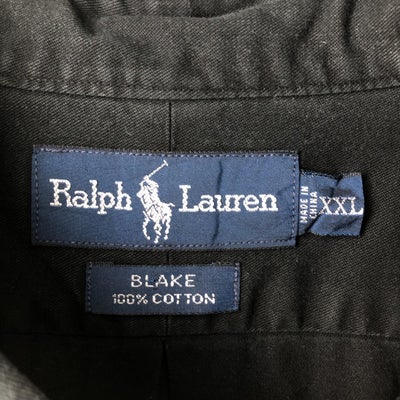 Ralph Lauren
MADE IN
CHINA
XXL
BLAKE
100% COTTON